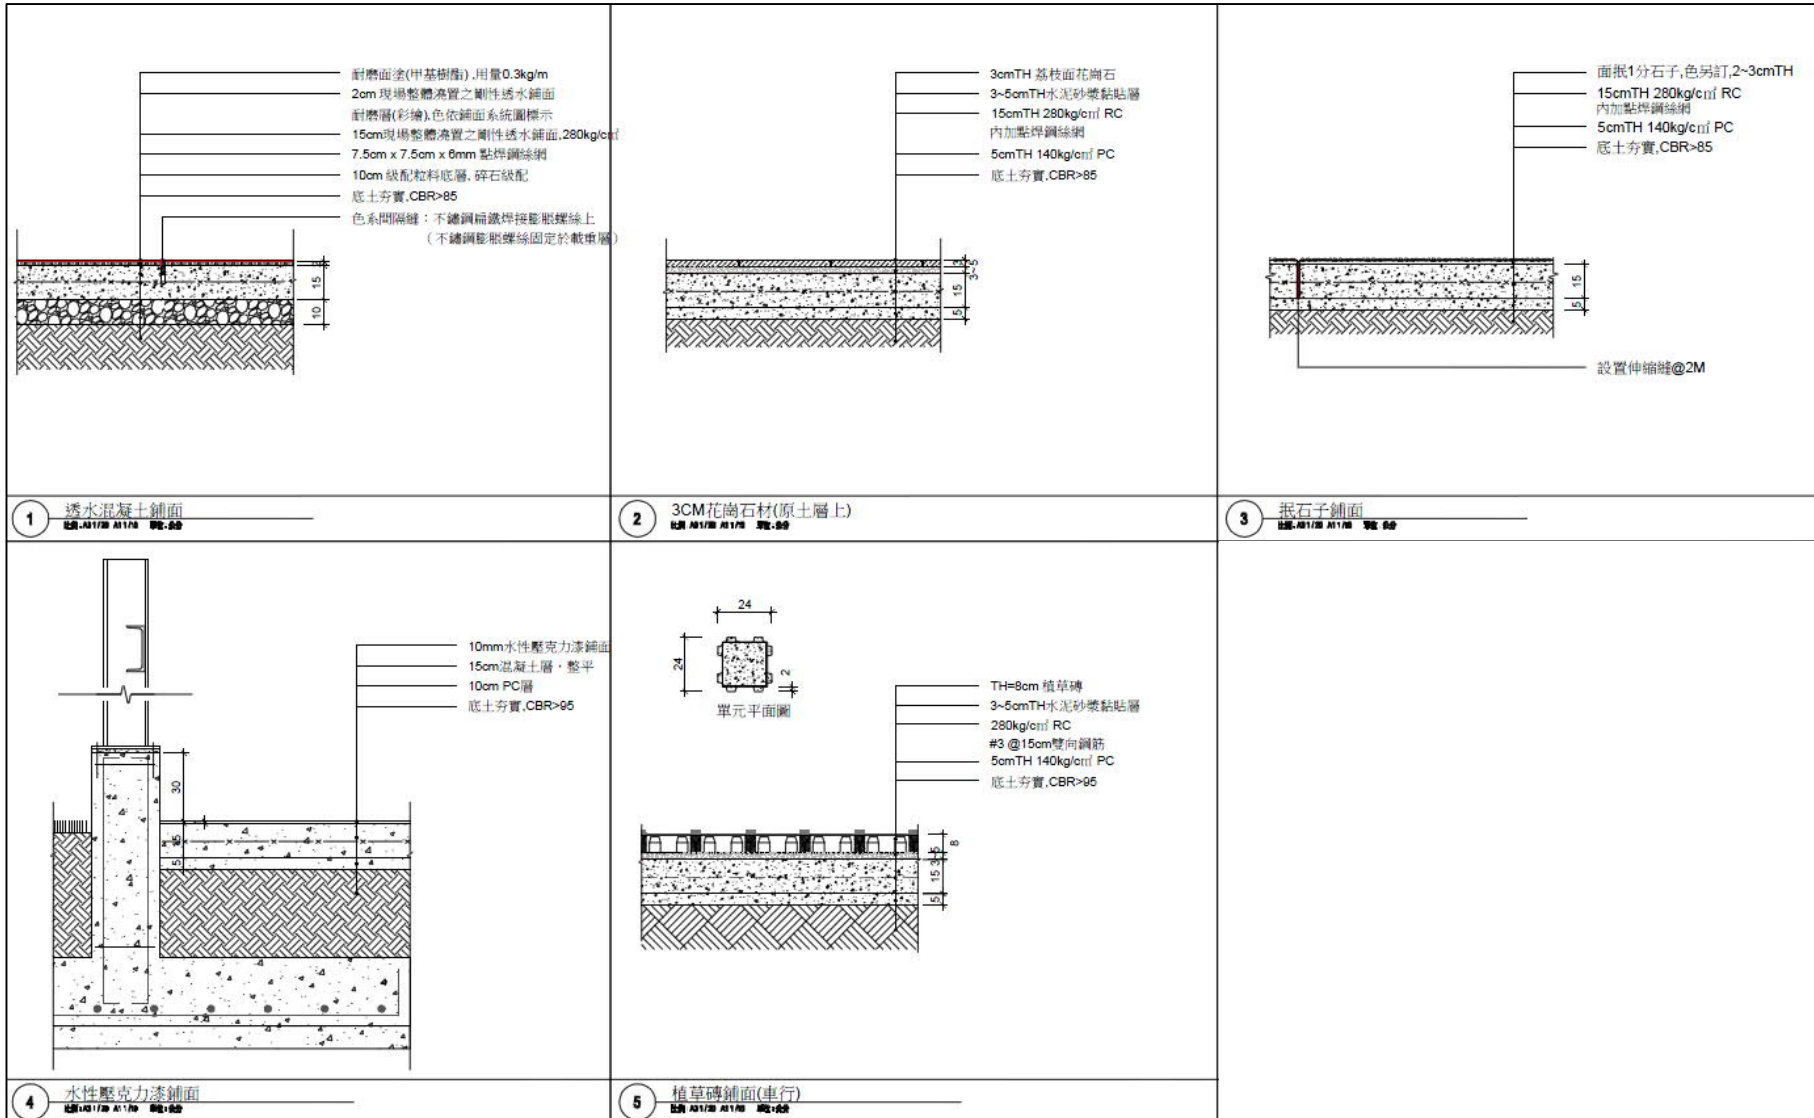 耐磨面塗(甲基樹酯),用量0.3kg/m
2cm 現場整體澆置之剛性透水鋪面
耐磨層(彩繪),色依鋪面系統圖標示
15cm現場整體澆置之剛性透水鋪面,280kg/c㎡
7.5cm x 7.5cm x 6mm 點焊鋼絲網
10cm 級配粒料底層, 碎石級配
底土夯實,CBR>85
色系間隔縫：不鏽鋼扁鐵焊接膨脹螺絲上
（不鏽鋼膨脹螺絲固定於載重層）
15
10
1
透水混凝土鋪面
3cmTH 荔枝面花崗石
3~5cmTH水泥砂漿黏貼層
15cmTH 280kg/c㎡ RC
內加點焊鋼絲網
5cmTH 140kg/c㎡ PC
底土夯實,CBR>85
3
3~5
15
5
2
3CM花崗石材(原土層上)
面抿1分石子,色另訂,2~3cmTH
15cmTH 280kg/c㎡ RC
內加點焊鋼絲網
5cmTH 140kg/c㎡ PC
底土夯實,CBR>85
15
5
設置伸縮縫@2M
3
抿石子鋪面
10mm水性壓克力漆鋪面
15cm混凝土層，整平
10cm PC層
底土夯實,CBR>95
30
15
5
4
水性壓克力漆鋪面
24
24
2
單元平面圖
TH=8cm 植草磚
3~5cmTH水泥砂漿黏貼層
280kg/c㎡ RC
#3 @15cm雙向鋼筋
5cmTH 140kg/c㎡ PC
底土夯實,CBR>95
8
3~5
15
5
5
植草磚鋪面(車行)